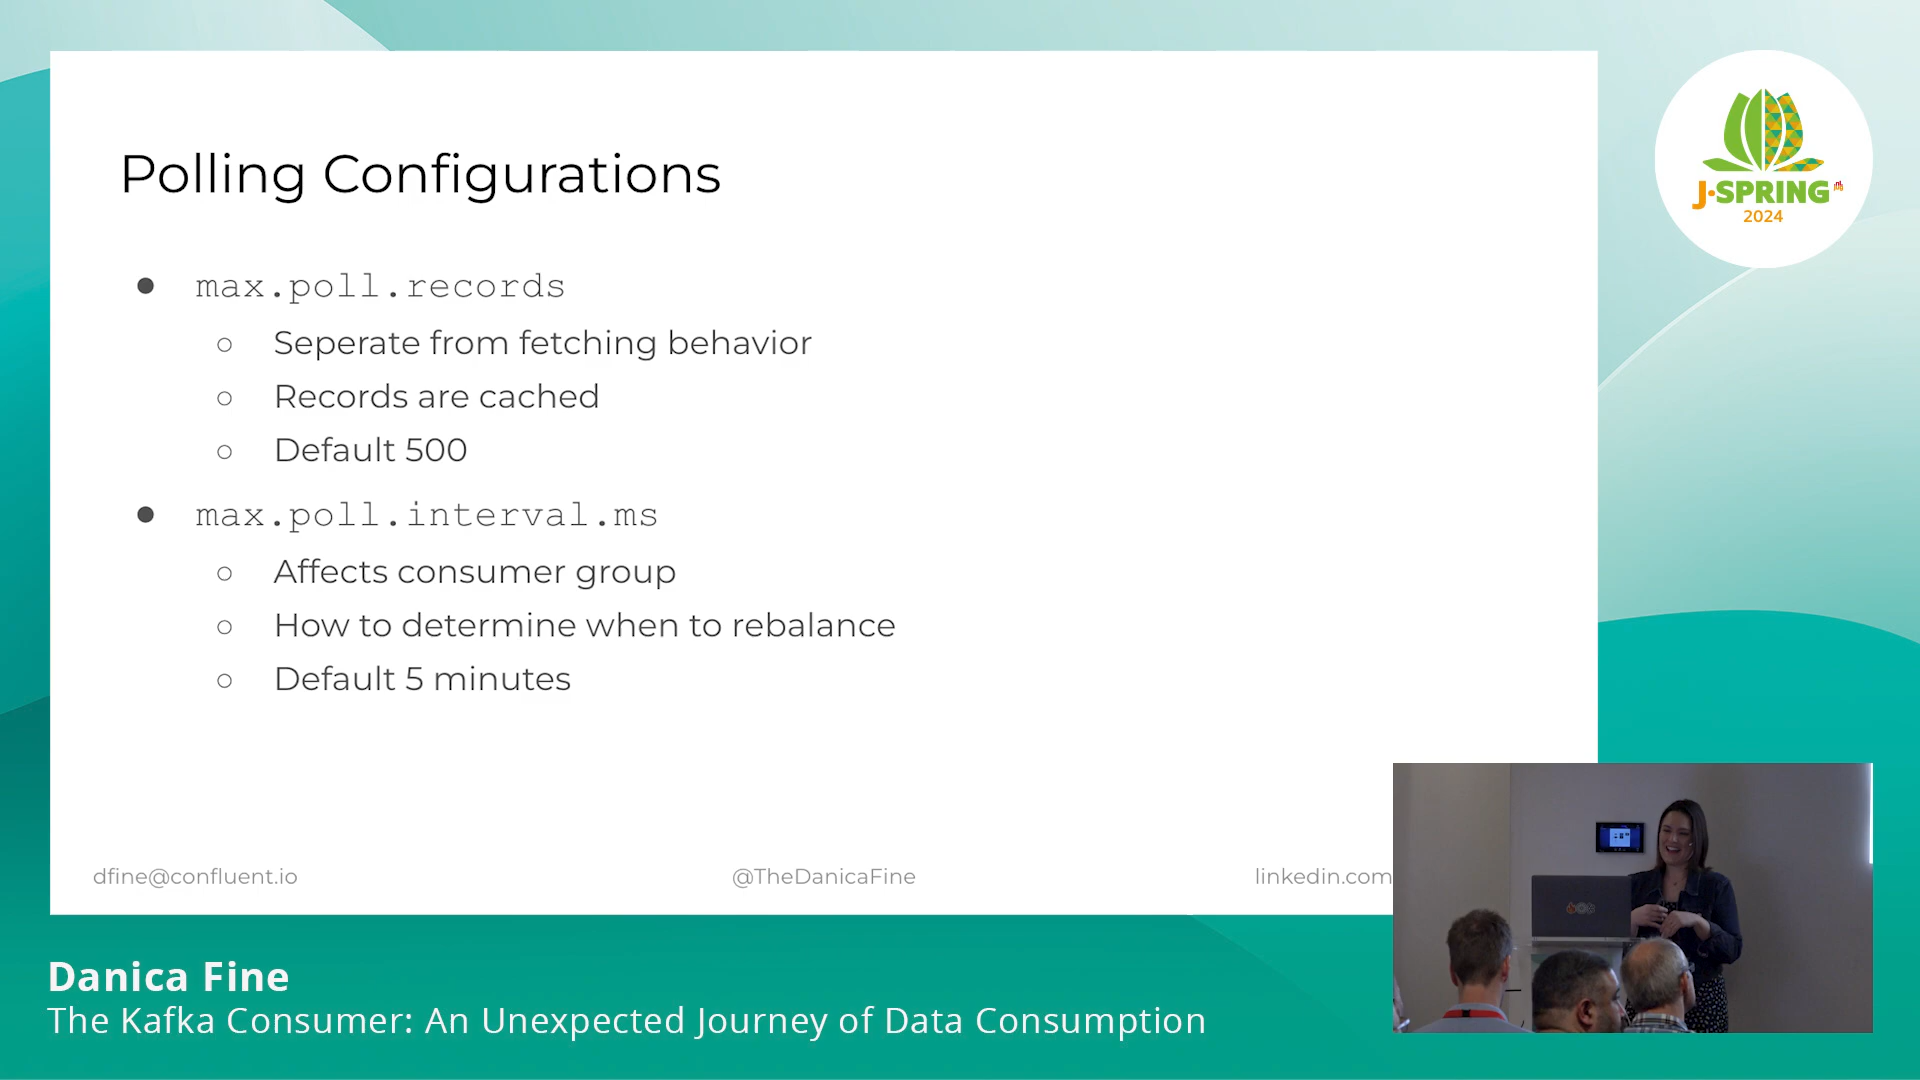 Polling Configurations
● max.poll.records
○ Seperate from fetching behavior
○ Records are cached
○ Default 500
● max.poll.interval.ms
○ Affects consumer group
○ How to determine when to rebalance
○ Default 5 minutes
dfine@confluent.io
@TheDanicaFine
linkedin.com
J·SPRING
2024
Danica Fine
The Kafka Consumer: An Unexpected Journey of Data Consumption